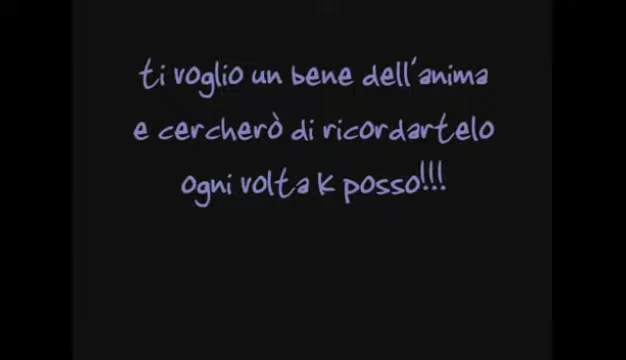 ti voglio un bene dell'anima
e cercherò di ricordartelo
ogni volta k posso!!!